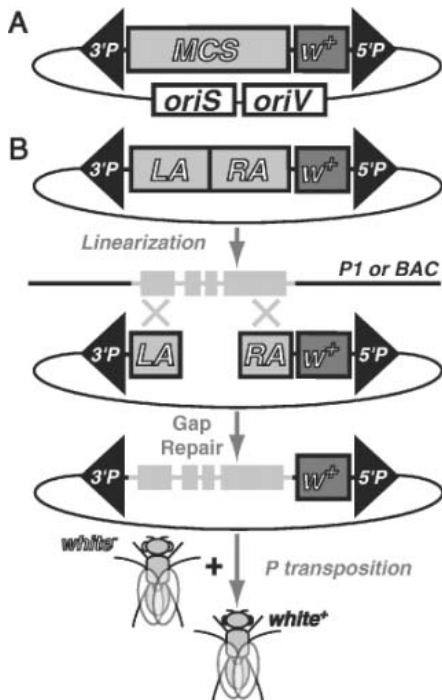 A
3'P MCS w+ 5'P
oriS oriV
B
3'P LA RA w+ 5'P
Linearization
P1 or BAC
3'P LA RA w+ 5'P
Gap
Repair
3'P w+ 5'P
white-
+ P transposition
white+